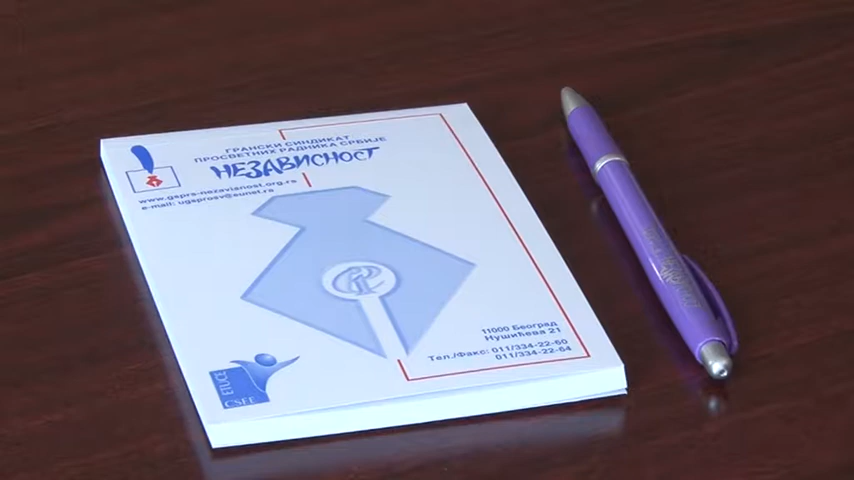 ГРАНСКИ СИНДИКАТ
ПРОСВЕТНИХ РАДНИКА СРБИЈЕ
НЕЗАВИСНОСТ
www.gsprs-nezavisnost.org.rs
e-mail: ugsprosv@eunet.rs
11000 Београд
Нушићева 21
Тел./Факс: 011/334-22-60
011/334-22-64
ETUCE
CSEE